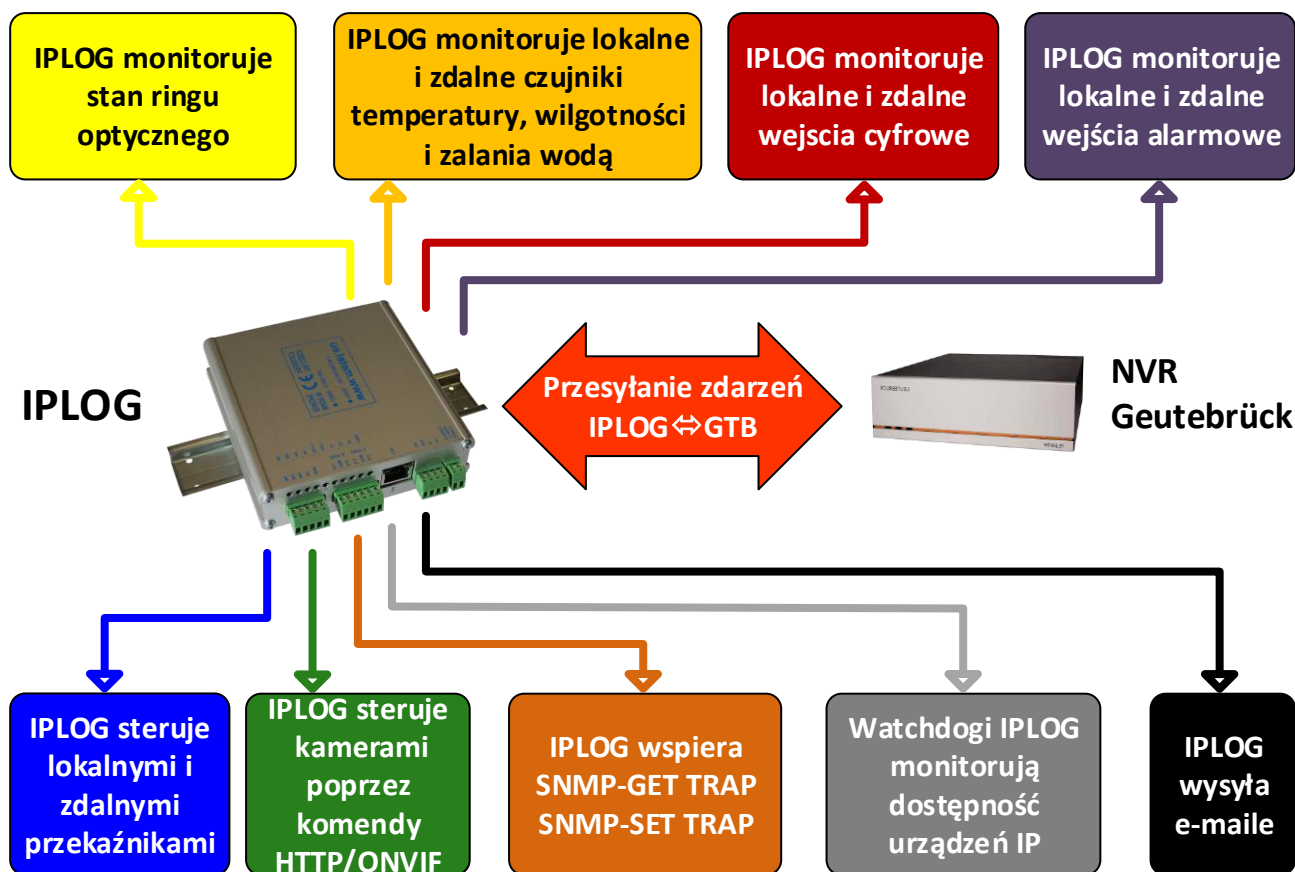 IPLOG monitoruje
stan ringu
optycznego
IPLOG monitoruje lokalne
i zdalne czujniki
temperatury, wilgotności
i zalania wodą
IPLOG monitoruje
lokalne i zdalne
wejscia cyfrowe
IPLOG monitoruje
lokalne i zdalne
wejścia alarmowe
IPLOG
www.metel.eu
Przesyłanie zdarzeń
IPLOG⇔GTB
NVR
Geutebrück
IPLOG steruje
lokalnymi i
zdalnymi
przekaźnikami
IPLOG steruje
kamerami
poprzez
komendy
HTTP/ONVIF
IPLOG wspiera
SNMP-GET TRAP
SNMP-SET TRAP
Watchdogi IPLOG
monitorują
dostępność
urządzeń IP
IPLOG
wysyła
e-maile